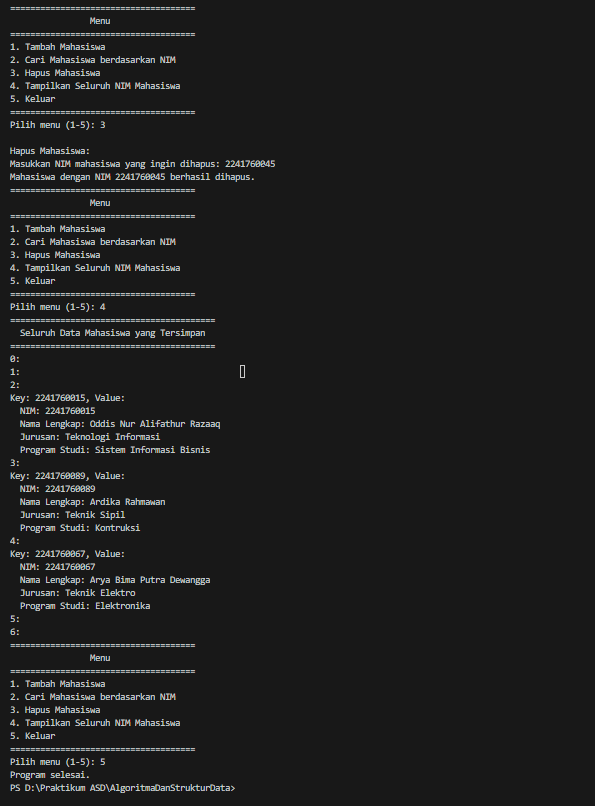 =====================================
Menu
=====================================
1. Tambah Mahasiswa
2. Cari Mahasiswa berdasarkan NIM
3. Hapus Mahasiswa
4. Tampilkan Seluruh NIM Mahasiswa
5. Keluar
=====================================
Pilih menu (1-5): 3
Hapus Mahasiswa:
Masukkan NIM mahasiswa yang ingin dihapus: 2241760045
Mahasiswa dengan NIM 2241760045 berhasil dihapus.
=====================================
Menu
=====================================
1. Tambah Mahasiswa
2. Cari Mahasiswa berdasarkan NIM
3. Hapus Mahasiswa
4. Tampilkan Seluruh NIM Mahasiswa
5. Keluar
=====================================
Pilih menu (1-5): 4
=========================================
Seluruh Data Mahasiswa yang Tersimpan
=========================================
0:
1:
2:
Key: 2241760015, Value:
NIM: 2241760015
Nama Lengkap: Oddis Nur Alifathur Razaaq
Jurusan: Teknologi Informasi
Program Studi: Sistem Informasi Bisnis
3:
Key: 2241760089, Value:
NIM: 2241760089
Nama Lengkap: Ardika Rahmawan
Jurusan: Teknik Sipil
Program Studi: Kontruksi
4:
Key: 2241760067, Value:
NIM: 2241760067
Nama Lengkap: Arya Bima Putra Dewangga
Jurusan: Teknik Elektro
Program Studi: Elektronika
5:
6:
=====================================
Menu
=====================================
1. Tambah Mahasiswa
2. Cari Mahasiswa berdasarkan NIM
3. Hapus Mahasiswa
4. Tampilkan Seluruh NIM Mahasiswa
5. Keluar
=====================================
Pilih menu (1-5): 5
Program selesai.
PS D:\Praktikum ASD\AlgoritmaDanStrukturData>